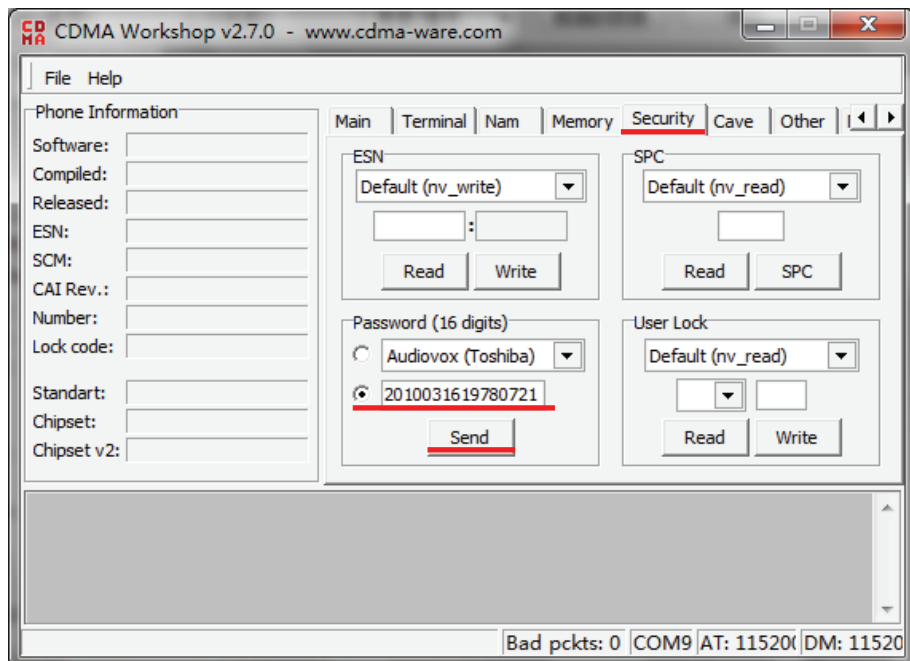 CDMA Workshop v2.7.0 - www.cdma-ware.com
File Help
Phone Information
Software:
Compiled:
Released:
ESN:
SCM:
CAI Rev.:
Number:
Lock code:
Standart:
Chipset:
Chipset v2:
Main Terminal Nam Memory Security Cave Other
ESN
Default (nv_write)
:
Read Write
SPC
Default (nv_read)
Read SPC
Password (16 digits)
Audiovox (Toshiba)
2010031619780721
Send
User Lock
Default (nv_read)
Read Write
Bad pckts: 0 COM9 AT: 11520 DM: 11520